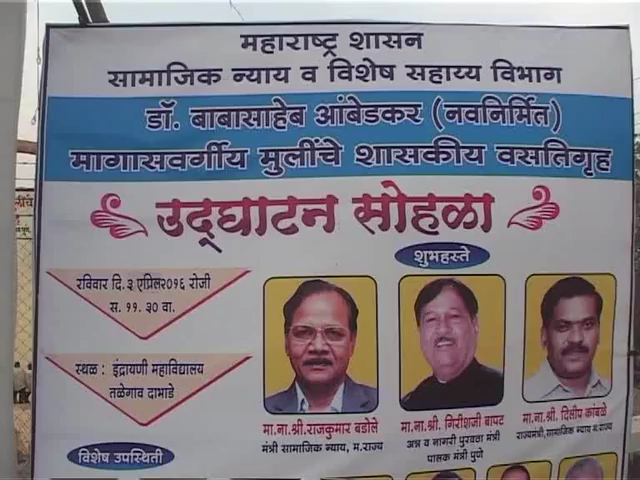 महाराष्ट्र शासन
सामाजिक न्याय व विशेष सहाय्य विभाग
डॉ. बाबासाहेब आंबेडकर (नवनिर्मित)
मागासवर्गीय मुलींचे शासकीय वसतिगृह
उद्घाटन सोहळा
शुभहस्ते
रविवार दि. ३ एप्रिल२०१६ रोजी
स. ११. ३० वा.
स्थळ : इंद्रायणी महाविद्यालय
तळेगाव दाभाडे
मा.ना.श्री.राजकुमार बडोले
मंत्री सामाजिक न्याय, म.राज्य
मा.ना.श्री. गिरीशजी बापट
अन्न व नागरी पुरवठा मंत्री
पालक मंत्री पुणे
मा.ना.श्री. दिलीप कांबळे
राज्यमंत्री,सामाजिक न्याय म.राज्य
विशेष उपस्थिती